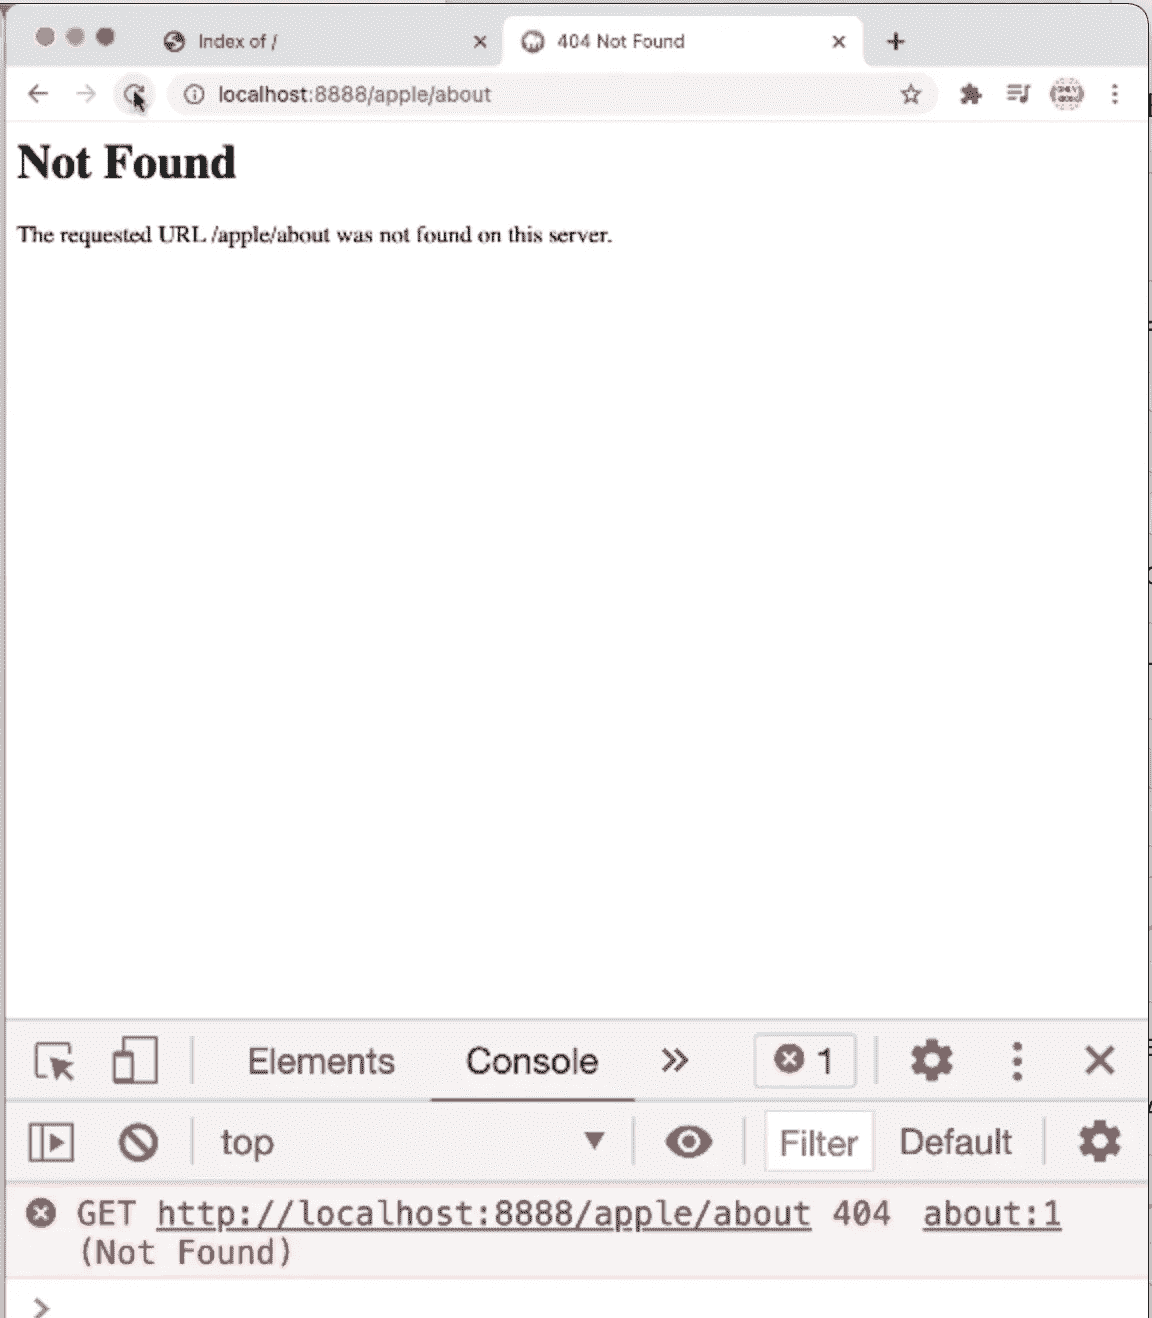 Index of /
404 Not Found
localhost:8888/apple/about
Not Found
The requested URL /apple/about was not found on this server.
Elements Console 1
top Filter Default
GET http://localhost:8888/apple/about 404 about:1
(Not Found)